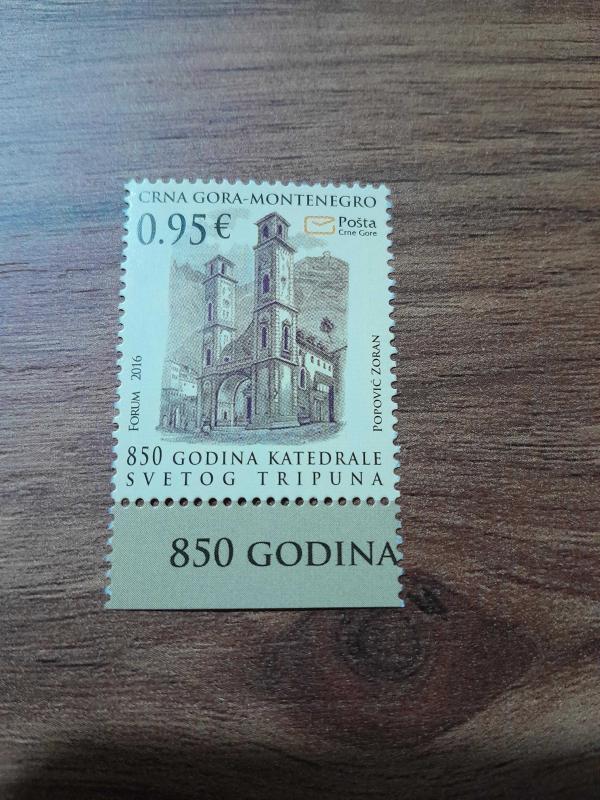 CRNA GORA-MONTENEGRO
0.95€
Pošta
Crne Gore
FORUM 2016
POPOVIĆ ZORAN
850 GODINA KATEDRALE
SVETOG TRIPUNA
850 GODINA